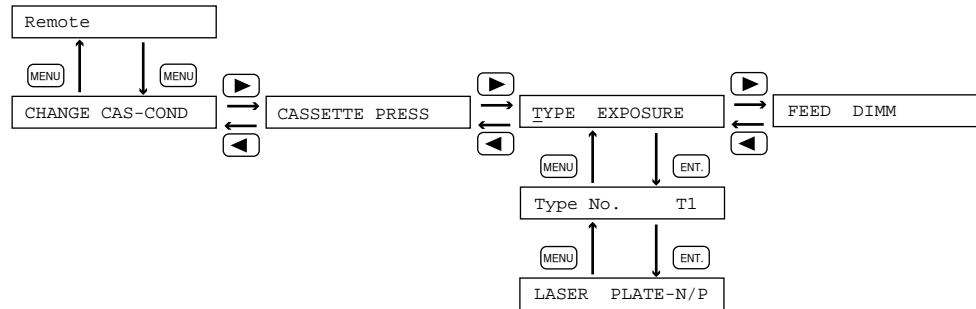 Remote
MENU MENU
CHANGE CAS-COND CASSETTE PRESS TYPE EXPOSURE FEED DIMM
MENU ENT.
Type No. T1
MENU ENT.
LASER PLATE-N/P